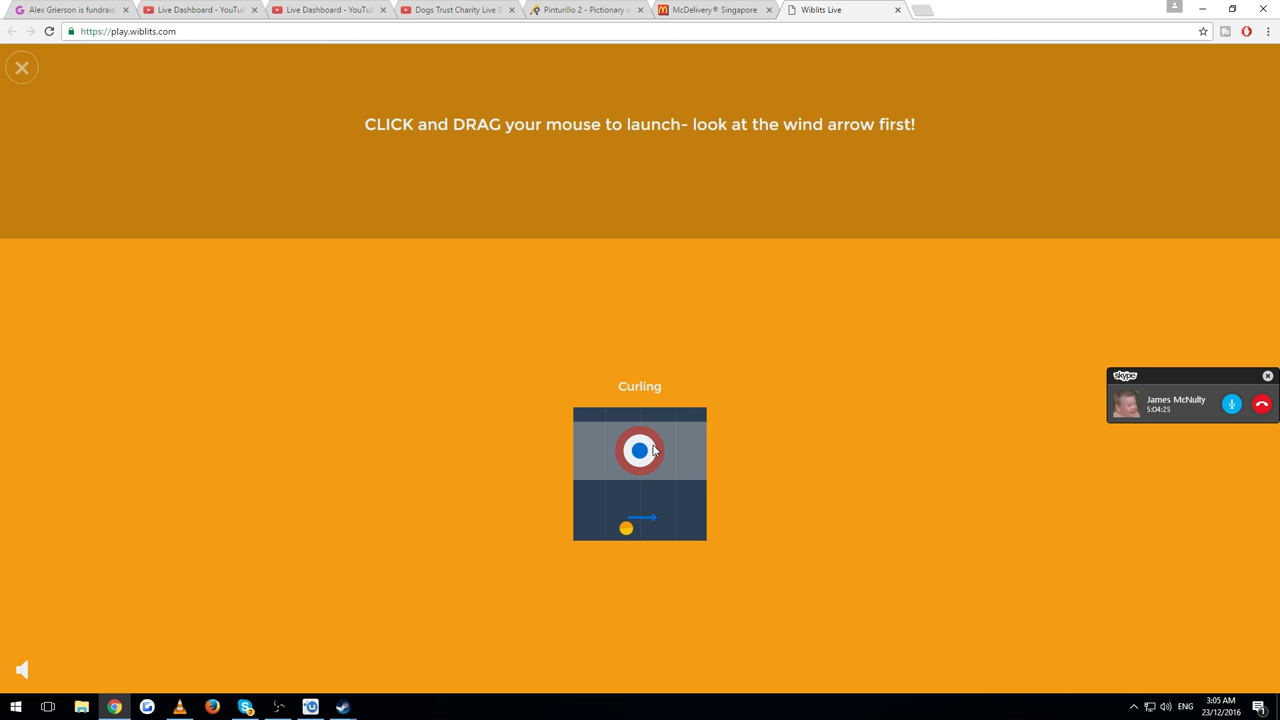 Alex Grierson is fundrais
Live Dashboard - YouTu
Live Dashboard - YouTu
Dogs Trust Charity Live S
Pinturillo 2 - Pictionary o
McDelivery® Singapore
Wiblits Live
https://play.wiblits.com
CLICK and DRAG your mouse to launch- look at the wind arrow first!
Curling
skype
James McNulty
5:04:25
ENG
3:05 AM
23/12/2016